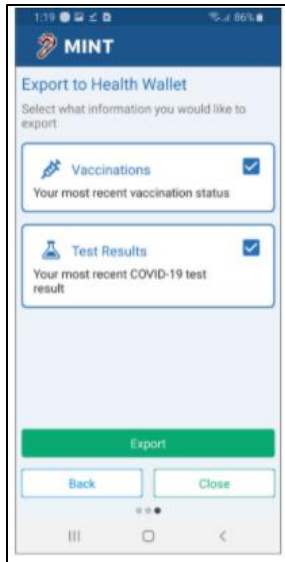 1:19
86%
MINT
Export to Health Wallet
Select what information you would like to
export
Vaccinations
Your most recent vaccination status
Test Results
Your most recent COVID-19 test
result
Export
Back
Close